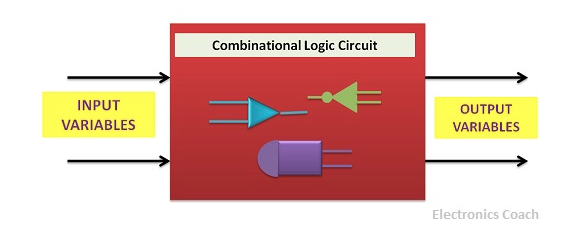 Combinational Logic Circuit
INPUT
VARIABLES
OUTPUT
VARIABLES
Electronics Coach